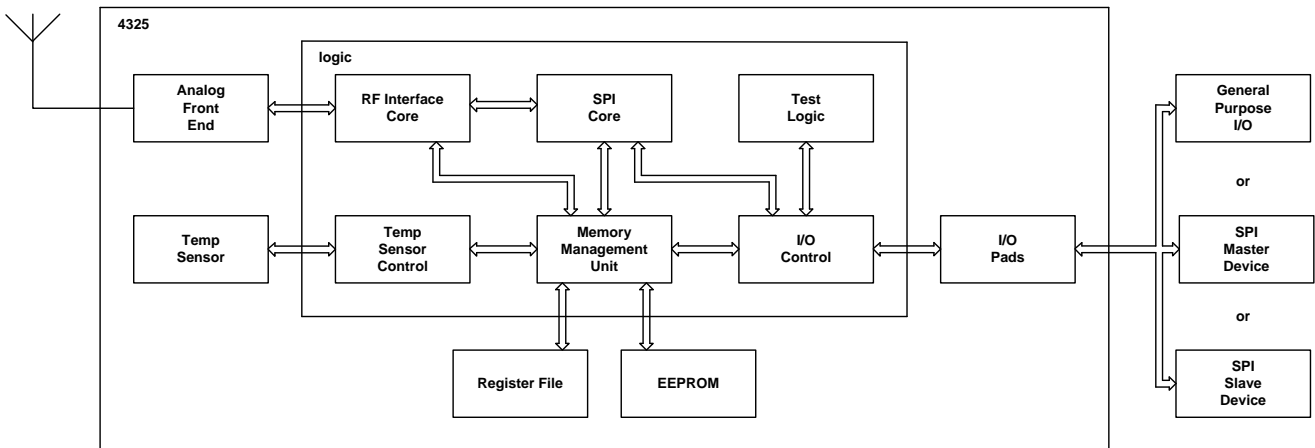 4325
logic
Analog
Front
End
RF Interface
Core
SPI
Core
Test
Logic
General
Purpose
I/O
or
Temp
Sensor
Temp
Sensor
Control
Memory
Management
Unit
I/O
Control
I/O
Pads
SPI
Master
Device
or
Register File
EEPROM
SPI
Slave
Device